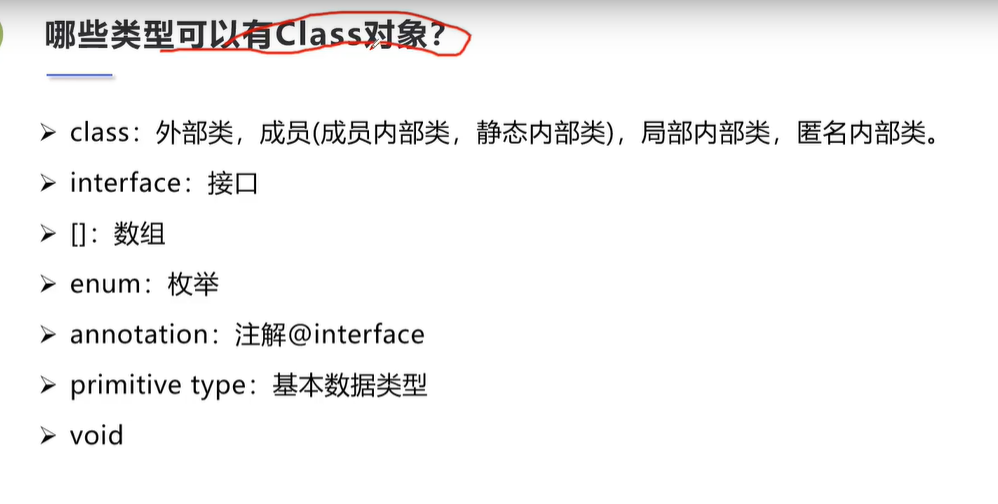 哪些类型可以有Class对象？
class：外部类，成员(成员内部类，静态内部类)，局部内部类，匿名内部类。
interface：接口
[]：数组
enum：枚举
annotation：注解@interface
primitive type：基本数据类型
void